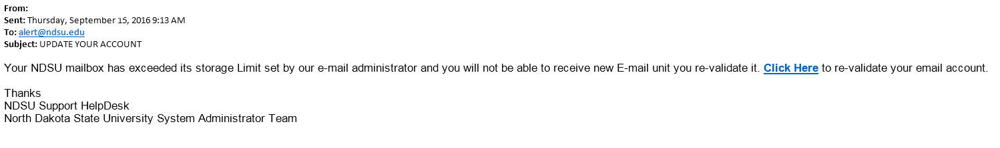 From:
Sent: Thursday, September 15, 2016 9:13 AM
To: alert@ndsu.edu
Subject: UPDATE YOUR ACCOUNT
Your NDSU mailbox has exceeded its storage Limit set by our e-mail administrator and you will not be able to receive new E-mail unit you re-validate it. Click Here to re-validate your email account.
Thanks
NDSU Support HelpDesk
North Dakota State University System Administrator Team